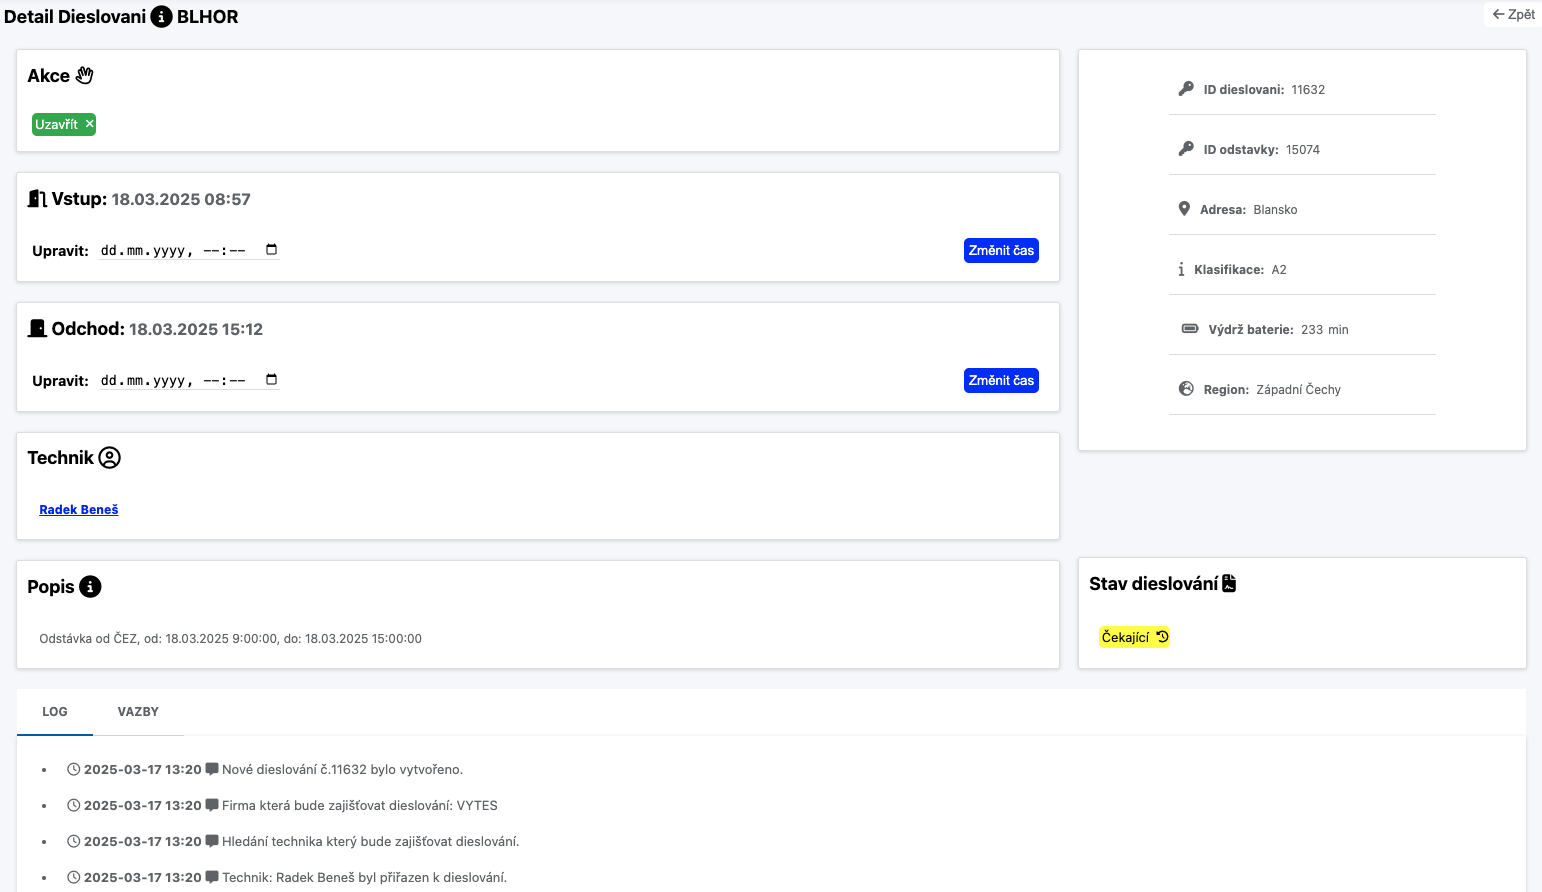 Detail Dieslovani BLHOR
Zpět
Akce
Uzavřít
Vstup: 18.03.2025 08:57
Upravit: dd.mm.yyyy, --:--
Změnit čas
Odchod: 18.03.2025 15:12
Upravit: dd.mm.yyyy, --:--
Změnit čas
Technik
Radek Beneš
Popis
Odstávka od ČEZ, od: 18.03.2025 9:00:00, do: 18.03.2025 15:00:00
ID dieslovani: 11632
ID odstavky: 15074
Adresa: Blansko
Klasifikace: A2
Výdrž baterie: 233 min
Region: Západní Čechy
Stav dieslování
Čekající
LOG VAZBY
2025-03-17 13:20 Nové dieslování č.11632 bylo vytvořeno.
2025-03-17 13:20 Firma která bude zajišťovat dieslování: VYTES
2025-03-17 13:20 Hledání technika který bude zajišťovat dieslování.
2025-03-17 13:20 Technik: Radek Beneš byl přiřazen k dieslování.